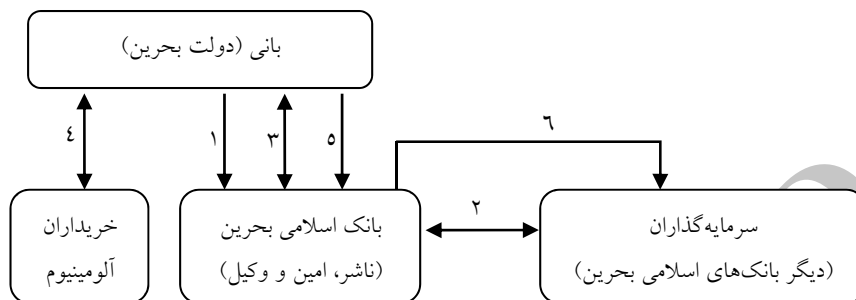 بانی (دولت بحرین)
٤
١
٣
٥
٦
٢
خریداران
آلومینیوم
بانک اسلامی بحرین
(ناشر، امین و وکیل)
سرمایه‌گذاران
(دیگر بانک‌های اسلامی بحرین)